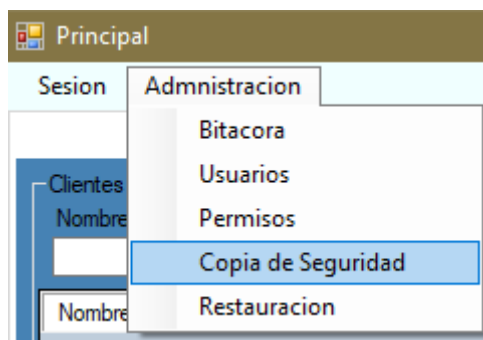 Principal
Sesion Admnistracion
Bitacora
Clientes
Usuarios
Nombre
Permisos
Copia de Seguridad
Nombre
Restauracion